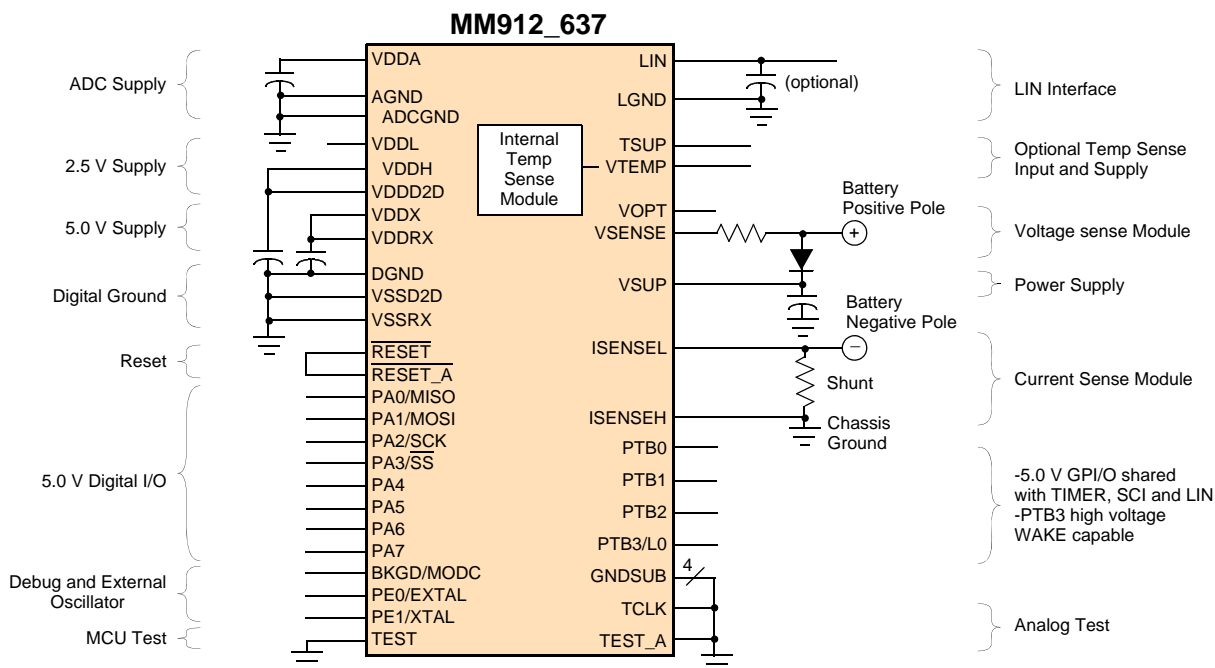 MM912_637
ADC Supply
2.5 V Supply
5.0 V Supply
Digital Ground
Reset
5.0 V Digital I/O
Debug and External
Oscillator
MCU Test
VDDA
AGND
ADCGND
VDDL
VDDH
VDDD2D
VDDX
VDDRX
DGND
VSSD2D
VSSRX
RESET
RESET_A
PA0/MISO
PA1/MOSI
PA2/SCK
PA3/SS
PA4
PA5
PA6
PA7
BKGD/MODC
PE0/EXTAL
PE1/XTAL
TEST
Internal
Temp
Sense
Module
LIN
LGND
TSUP
VTEMP
VOPT
VSENSE
VSUP
ISENSEL
ISENSEH
PTB0
PTB1
PTB2
PTB3/L0
GNDSUB
TCLK
TEST_A
(optional)
Battery
Positive Pole
+
Battery
Negative Pole
−
Shunt
Chassis
Ground
4
LIN Interface
Optional Temp Sense
Input and Supply
Voltage sense Module
Power Supply
Current Sense Module
-5.0 V GPI/O shared
with TIMER, SCI and LIN
-PTB3 high voltage
WAKE capable
Analog Test